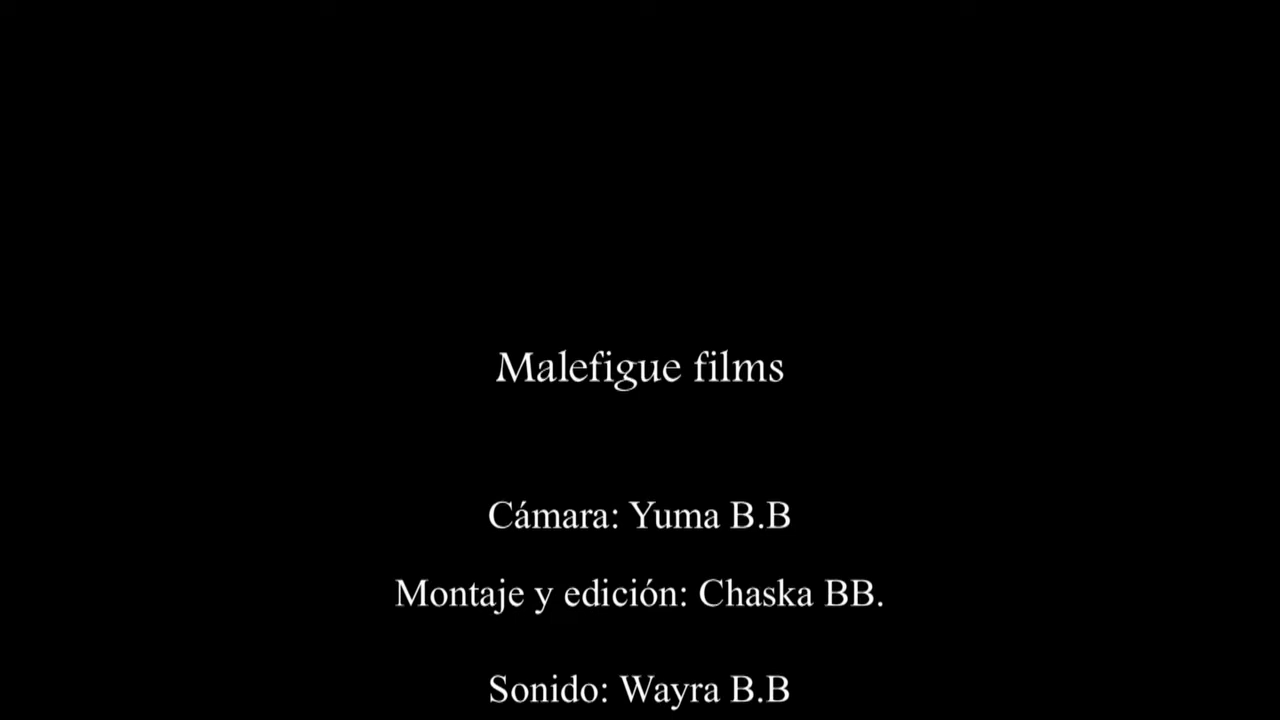 Malefigue films
Cámara: Yuma B.B
Montaje y edición: Chaska BB.
Sonido: Wayra B.B